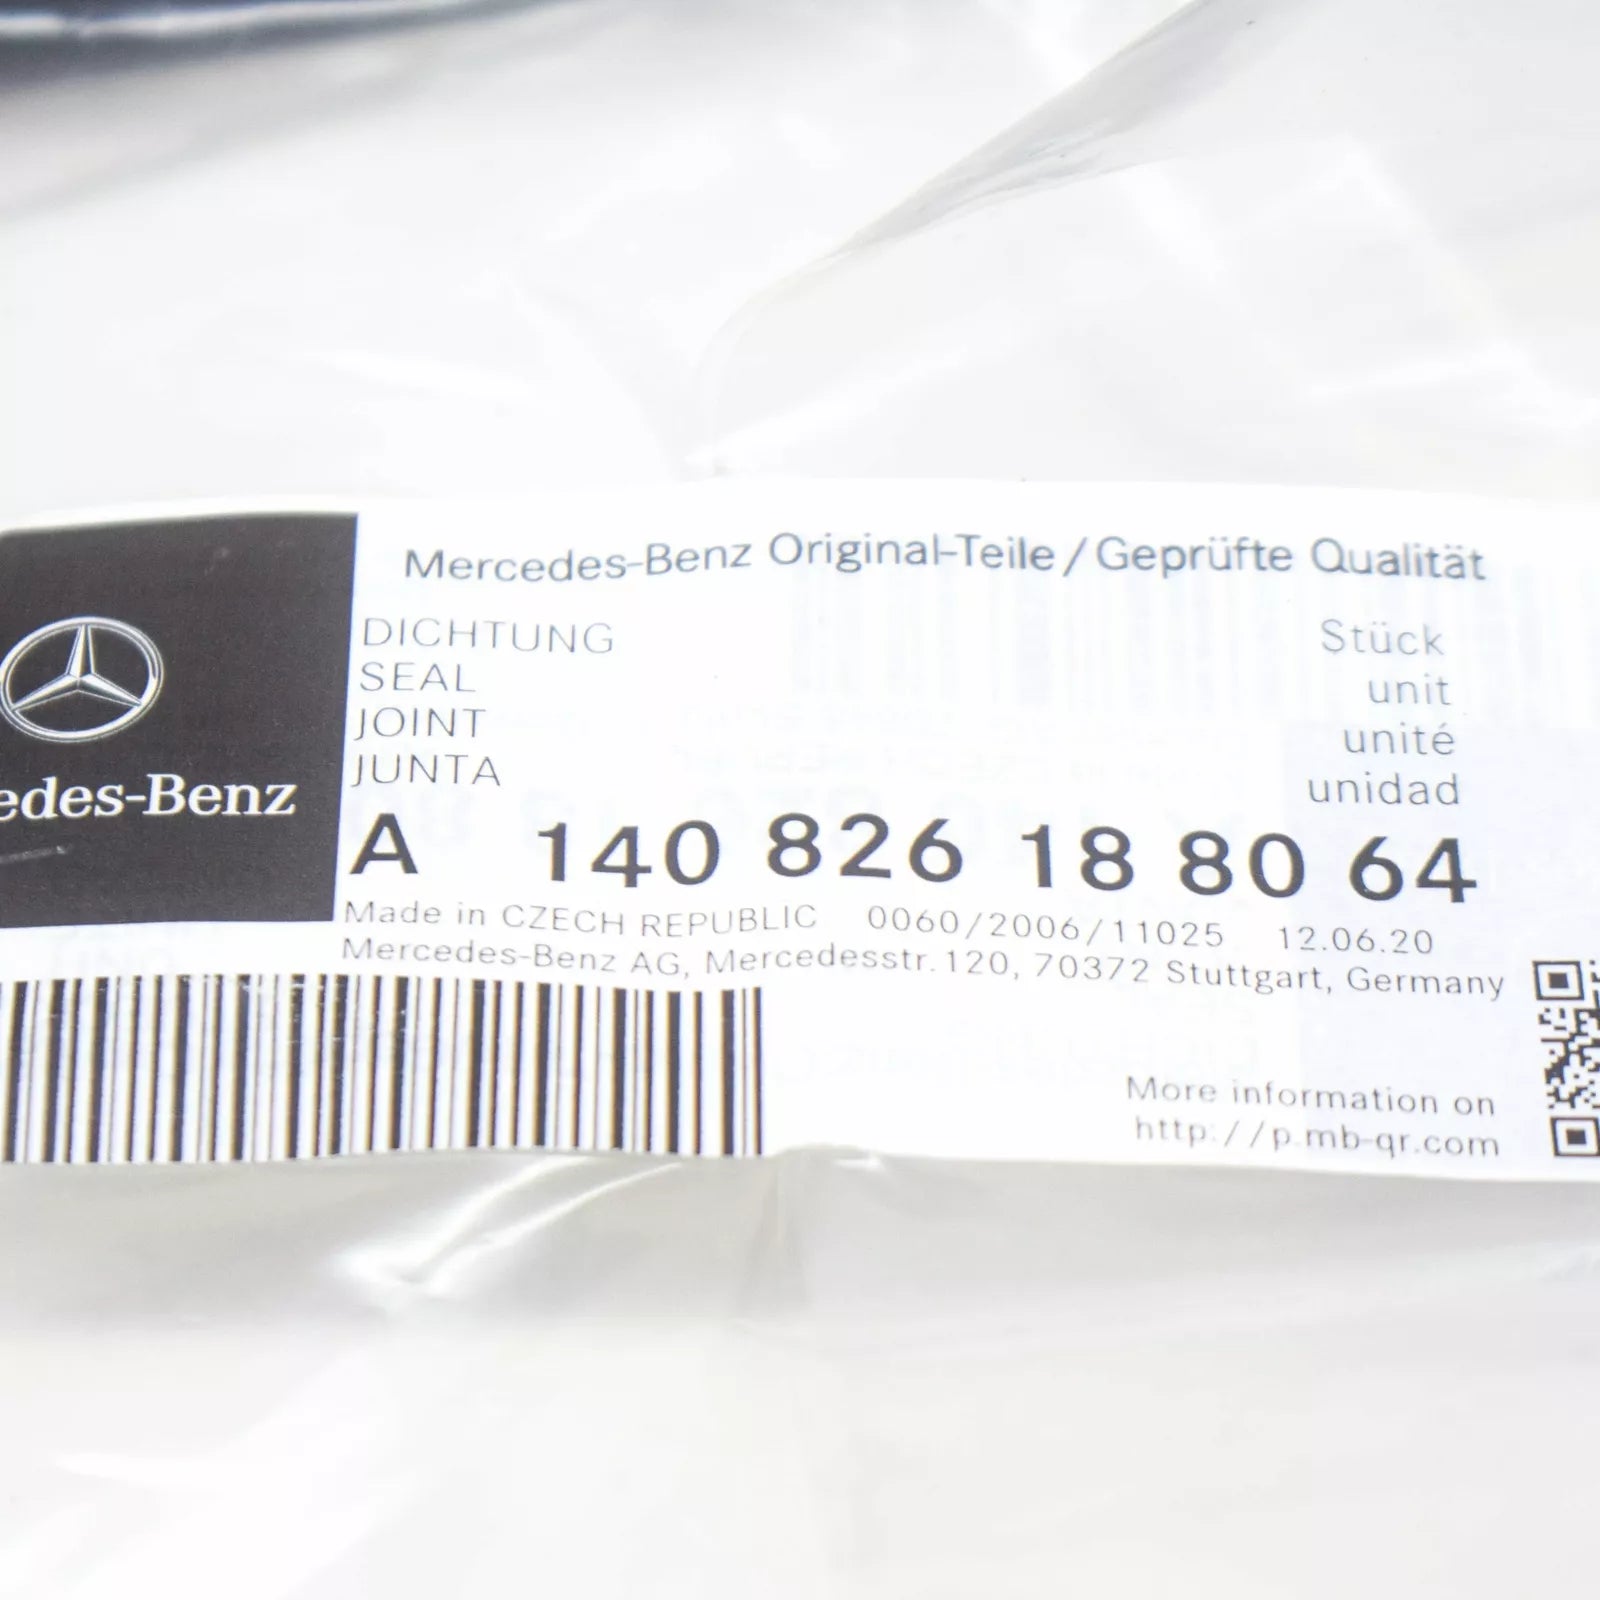 Mercedes-Benz Original-Teile / Geprüfte Qualität
DICHTUNG
SEAL
JOINT
JUNTA
Stück
unit
unité
unidad
edes-Benz
A 140 826 18 80 64
Made in CZECH REPUBLIC 0060/2006/11025 12.06.20
Mercedes-Benz AG, Mercedesstr.120, 70372 Stuttgart, Germany
More information on
http://p.mb-qr.com